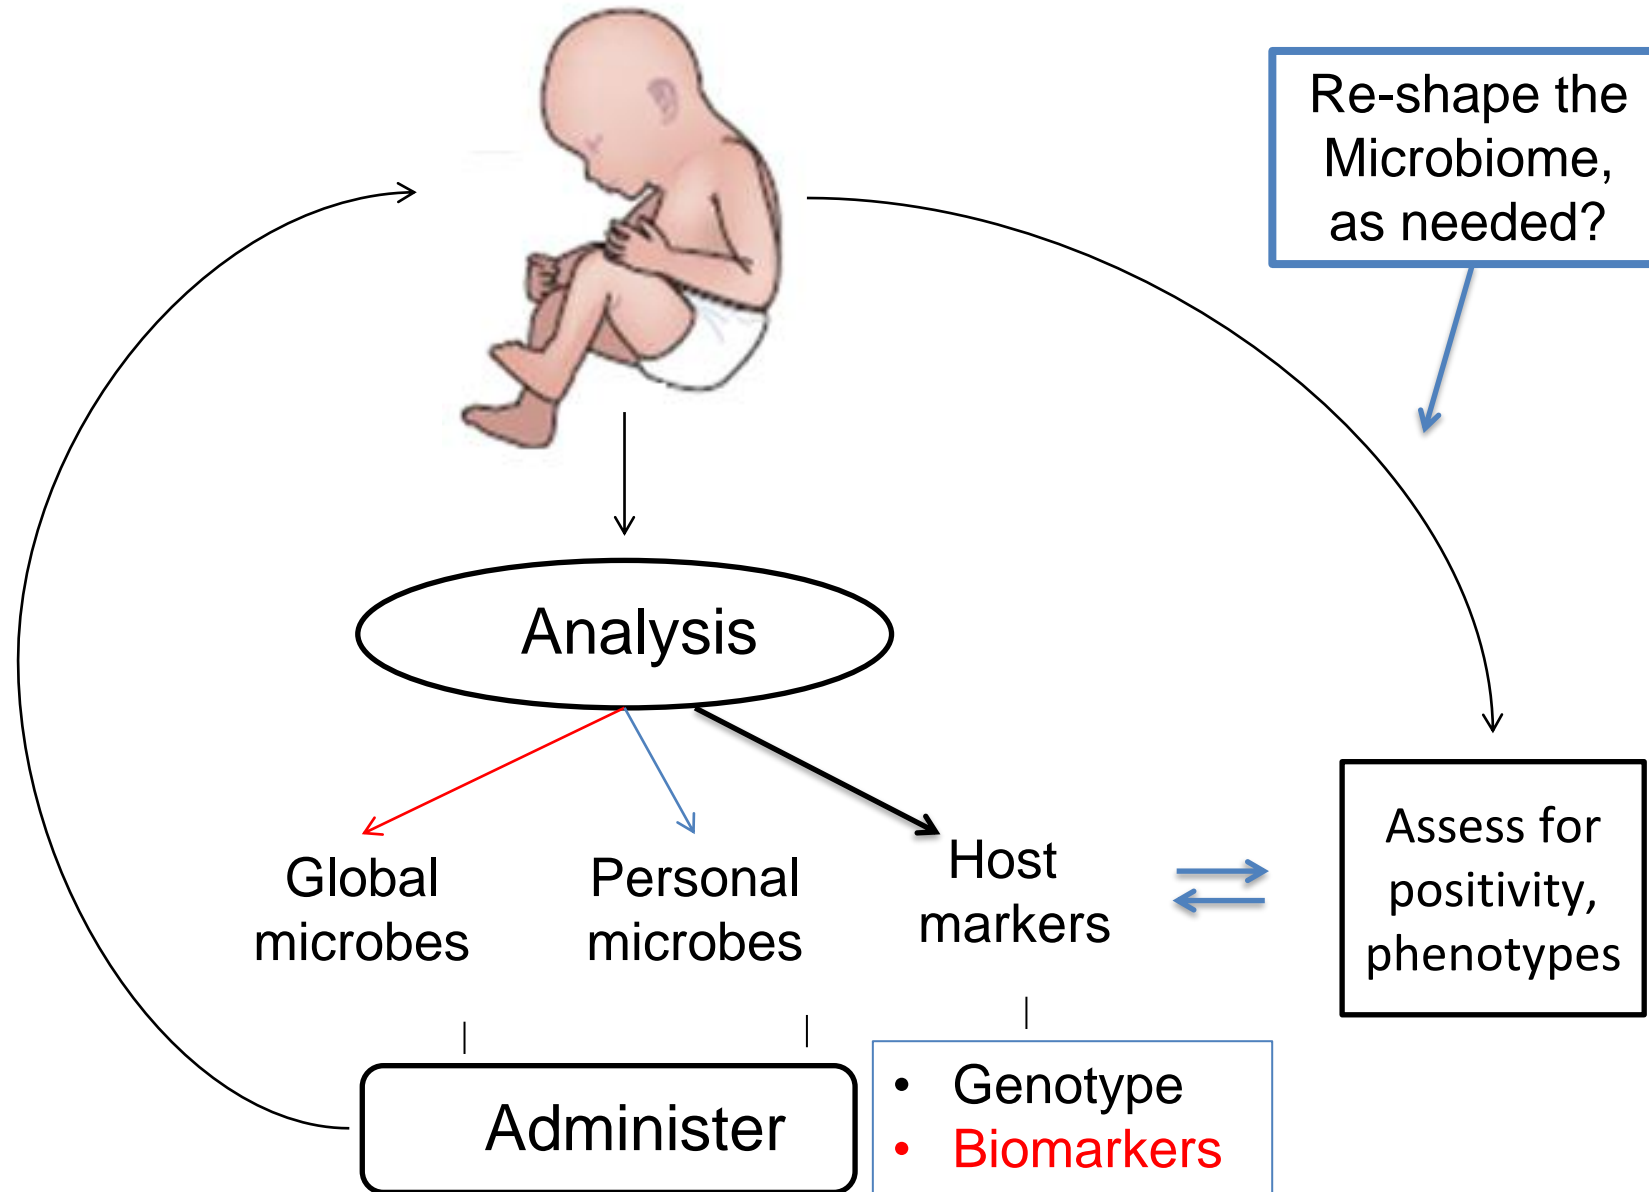 Re-shape the
Microbiome,
as needed?
Analysis
Global
microbes
Personal
microbes
Host
markers
Assess for
positivity,
phenotypes
Administer
• Genotype
• Biomarkers